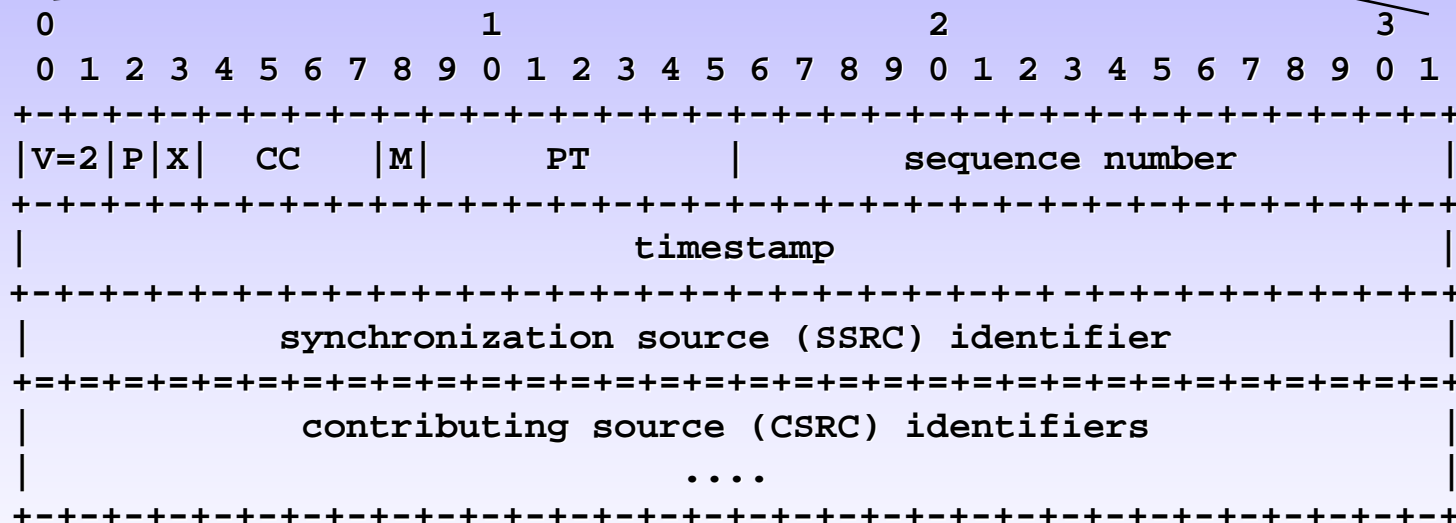 0 1 2 3
0 1 2 3 4 5 6 7 8 9 0 1 2 3 4 5 6 7 8 9 0 1 2 3 4 5 6 7 8 9 0 1
+-+-+-+-+-+-+-+-+-+-+-+-+-+-+-+-+-+-+-+-+-+-+-+-+-+-+-+-+-+-+-+-+
|V=2|P|X| CC |M| PT | sequence number |
+-+-+-+-+-+-+-+-+-+-+-+-+-+-+-+-+-+-+-+-+-+-+-+-+-+-+-+-+-+-+-+-+
| timestamp |
+-+-+-+-+-+-+-+-+-+-+-+-+-+-+-+-+-+-+-+-+-+-+-+-+-+-+-+-+-+-+-+-+
| synchronization source (SSRC) identifier |
+=+=+=+=+=+=+=+=+=+=+=+=+=+=+=+=+=+=+=+=+=+=+=+=+=+=+=+=+=+=+=+=+
| contributing source (CSRC) identifiers |
| .... |
+-+-+-+-+-+-+-+-+-+-+-+-+-+-+-+-+-+-+-+-+-+-+-+-+-+-+-+-+-+-+-+-+